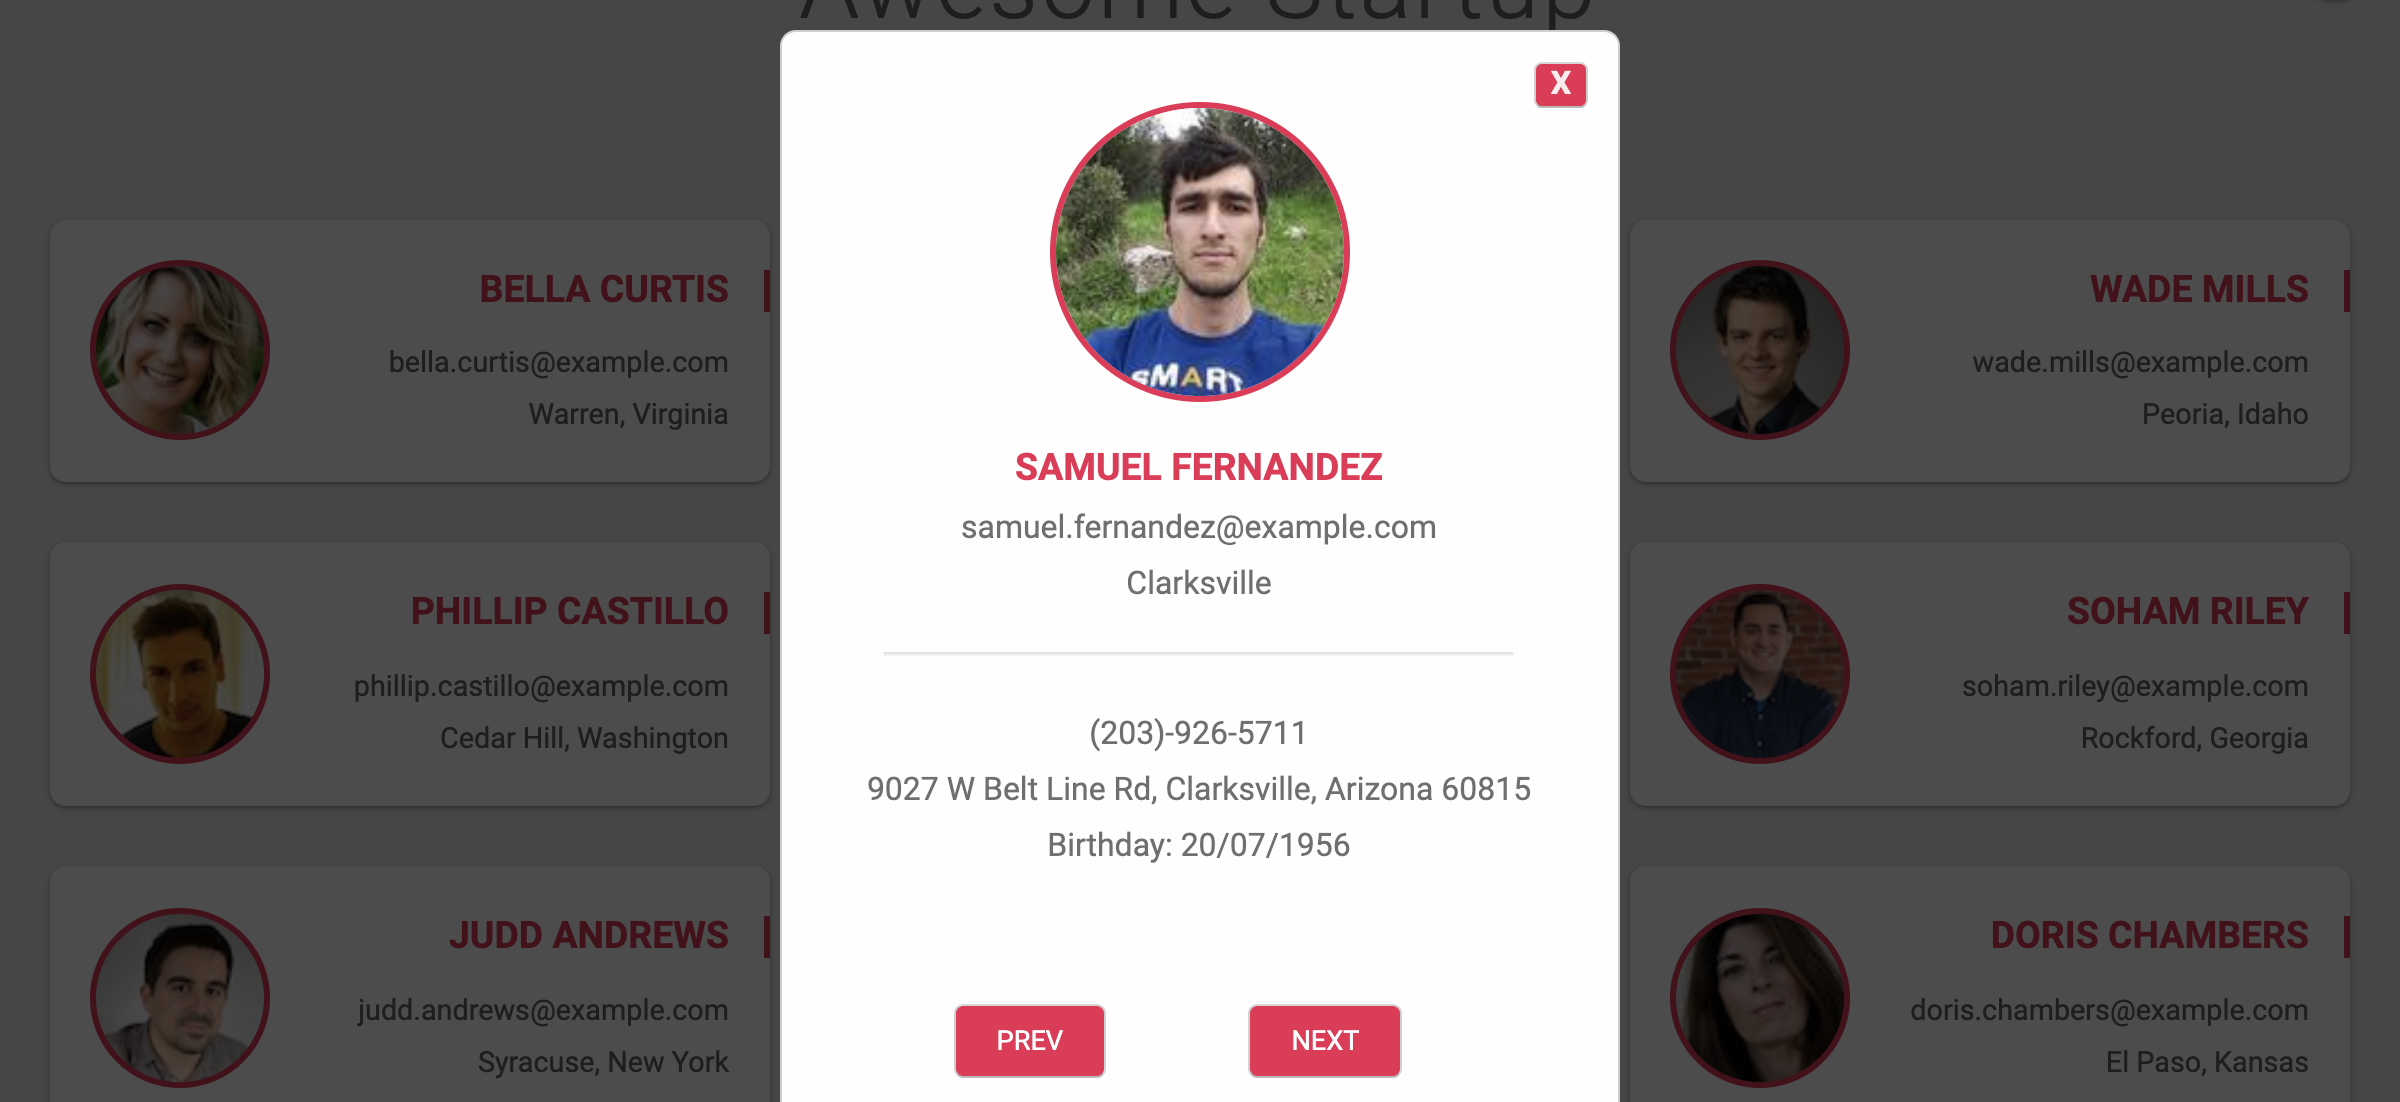 Awesome Startup
X
SMART
SAMUEL FERNANDEZ
samuel.fernandez@example.com
Clarksville
(203)-926-5711
9027 W Belt Line Rd, Clarksville, Arizona 60815
Birthday: 20/07/1956
PREV
NEXT
BELLA CURTIS
bella.curtis@example.com
Warren, Virginia
PHILLIP CASTILLO
phillip.castillo@example.com
Cedar Hill, Washington
JUDD ANDREWS
judd.andrews@example.com
Syracuse, New York
WADE MILLS
wade.mills@example.com
Peoria, Idaho
SOHAM RILEY
soham.riley@example.com
Rockford, Georgia
DORIS CHAMBERS
doris.chambers@example.com
El Paso, Kansas